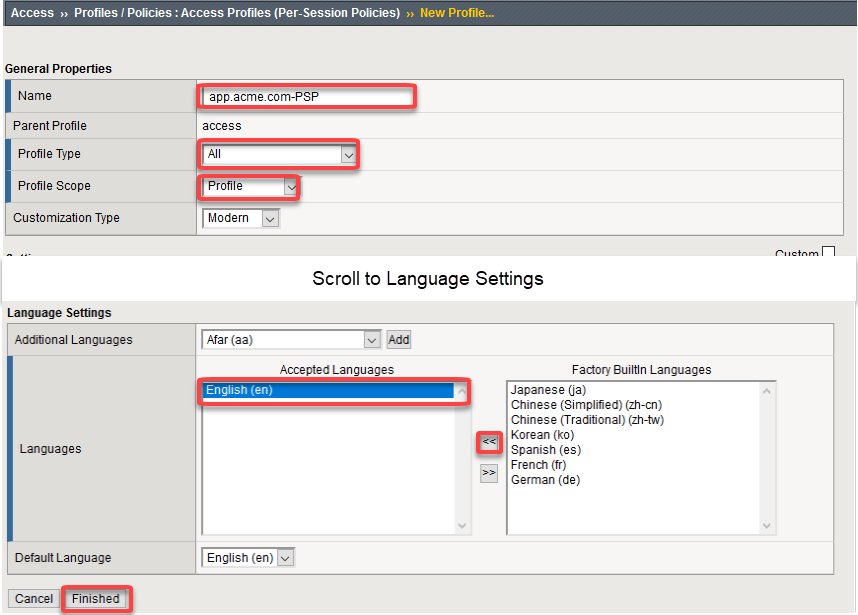 Access ›› Profiles / Policies : Access Profiles (Per-Session Policies) ›› New Profile...
General Properties
Name app.acme.com-PSP
Parent Profile access
Profile Type All
Profile Scope Profile
Customization Type Modern
Custom
Scroll to Language Settings
Language Settings
Additional Languages Afar (aa) Add
Accepted Languages Factory BuiltIn Languages
English (en) Japanese (ja)
Chinese (Simplified) (zh-cn)
Chinese (Traditional) (zh-tw)
<< Korean (ko)
Languages Spanish (es)
French (fr)
>> German (de)
Default Language English (en)
Cancel Finished